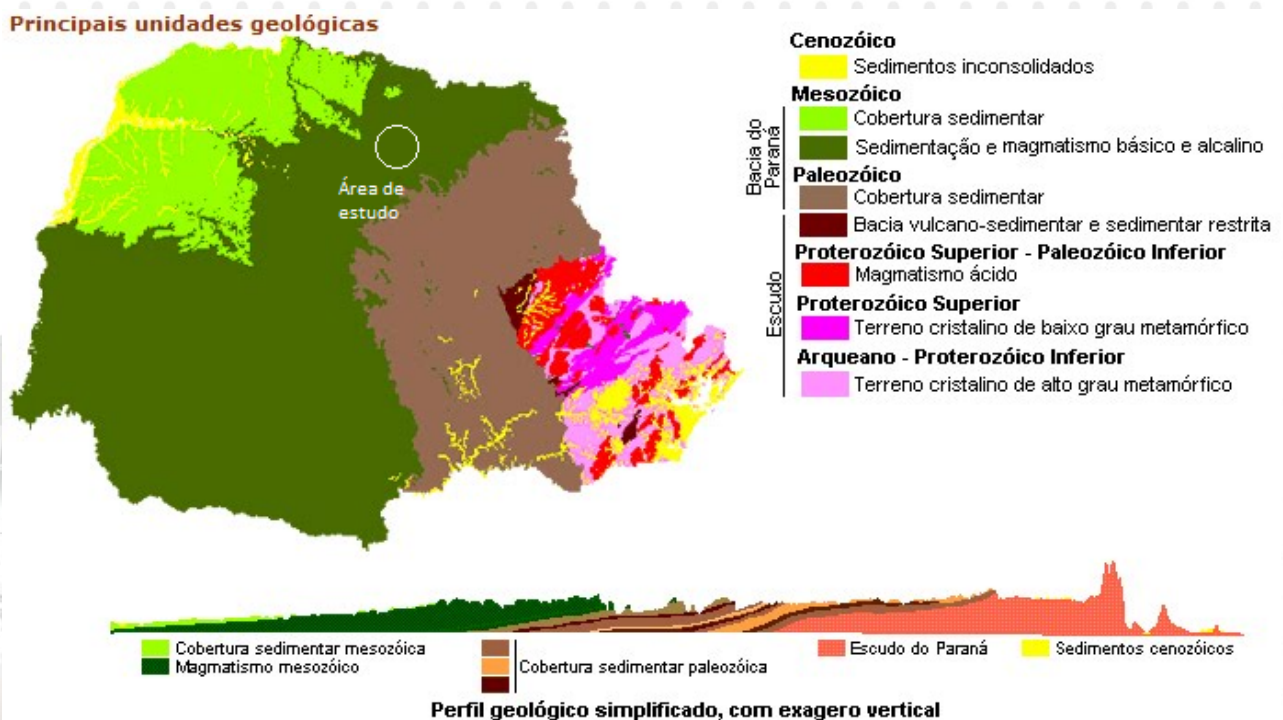 Principais unidades geológicas
Área de
estudo
Cenozóico
Sedimentos inconsolidados
Mesozóico
Cobertura sedimentar
Sedimentação e magmatismo básico e alcalino
Paleozóico
Cobertura sedimentar
Bacia vulcano-sedimentar e sedimentar restrita
Proterozóico Superior - Paleozóico Inferior
Magmatismo ácido
Proterozóico Superior
Terreno cristalino de baixo grau metamórfico
Arqueano - Proterozóico Inferior
Terreno cristalino de alto grau metamórfico
Bacia do
Paraná
Escudo
Cobertura sedimentar mesozóica
Magmatismo mesozóico
Cobertura sedimentar paleozóica
Escudo do Paraná
Sedimentos cenozóicos
Perfil geológico simplificado, com exagero vertical